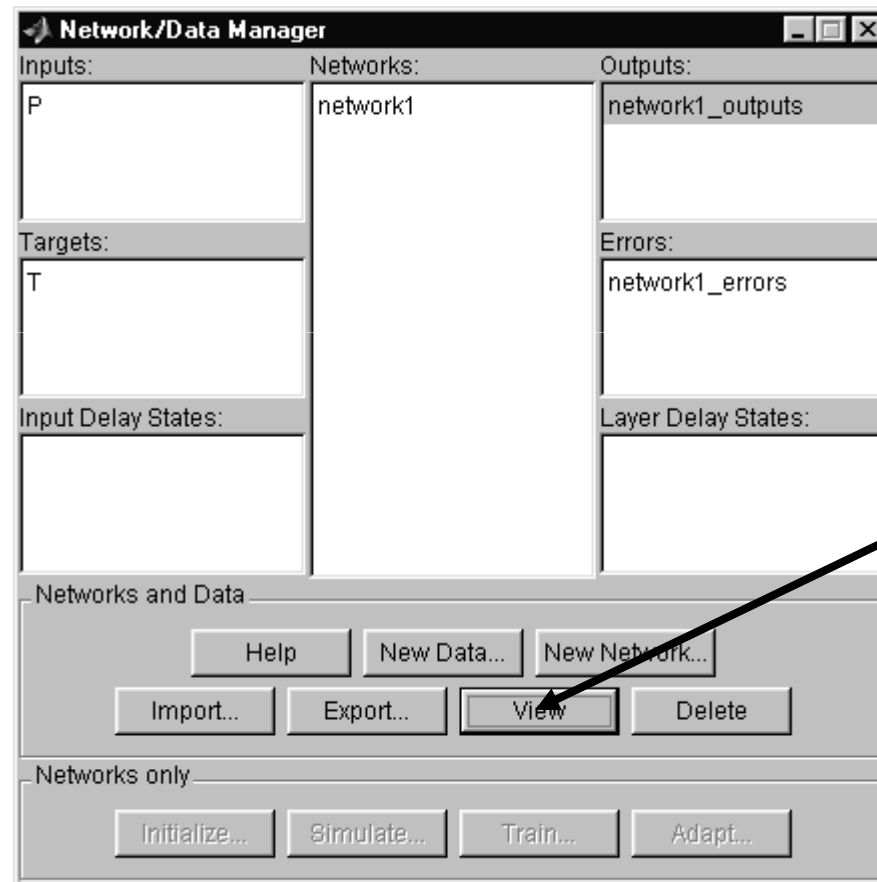 Network/Data Manager
Inputs: Networks: Outputs:
P network1 network1_outputs
Targets: Errors:
T network1_errors
Input Delay States: Layer Delay States:
Networks and Data
Help New Data... New Network...
Import... Export... View Delete
Networks only
Initialize... Simulate... Train... Adapt...